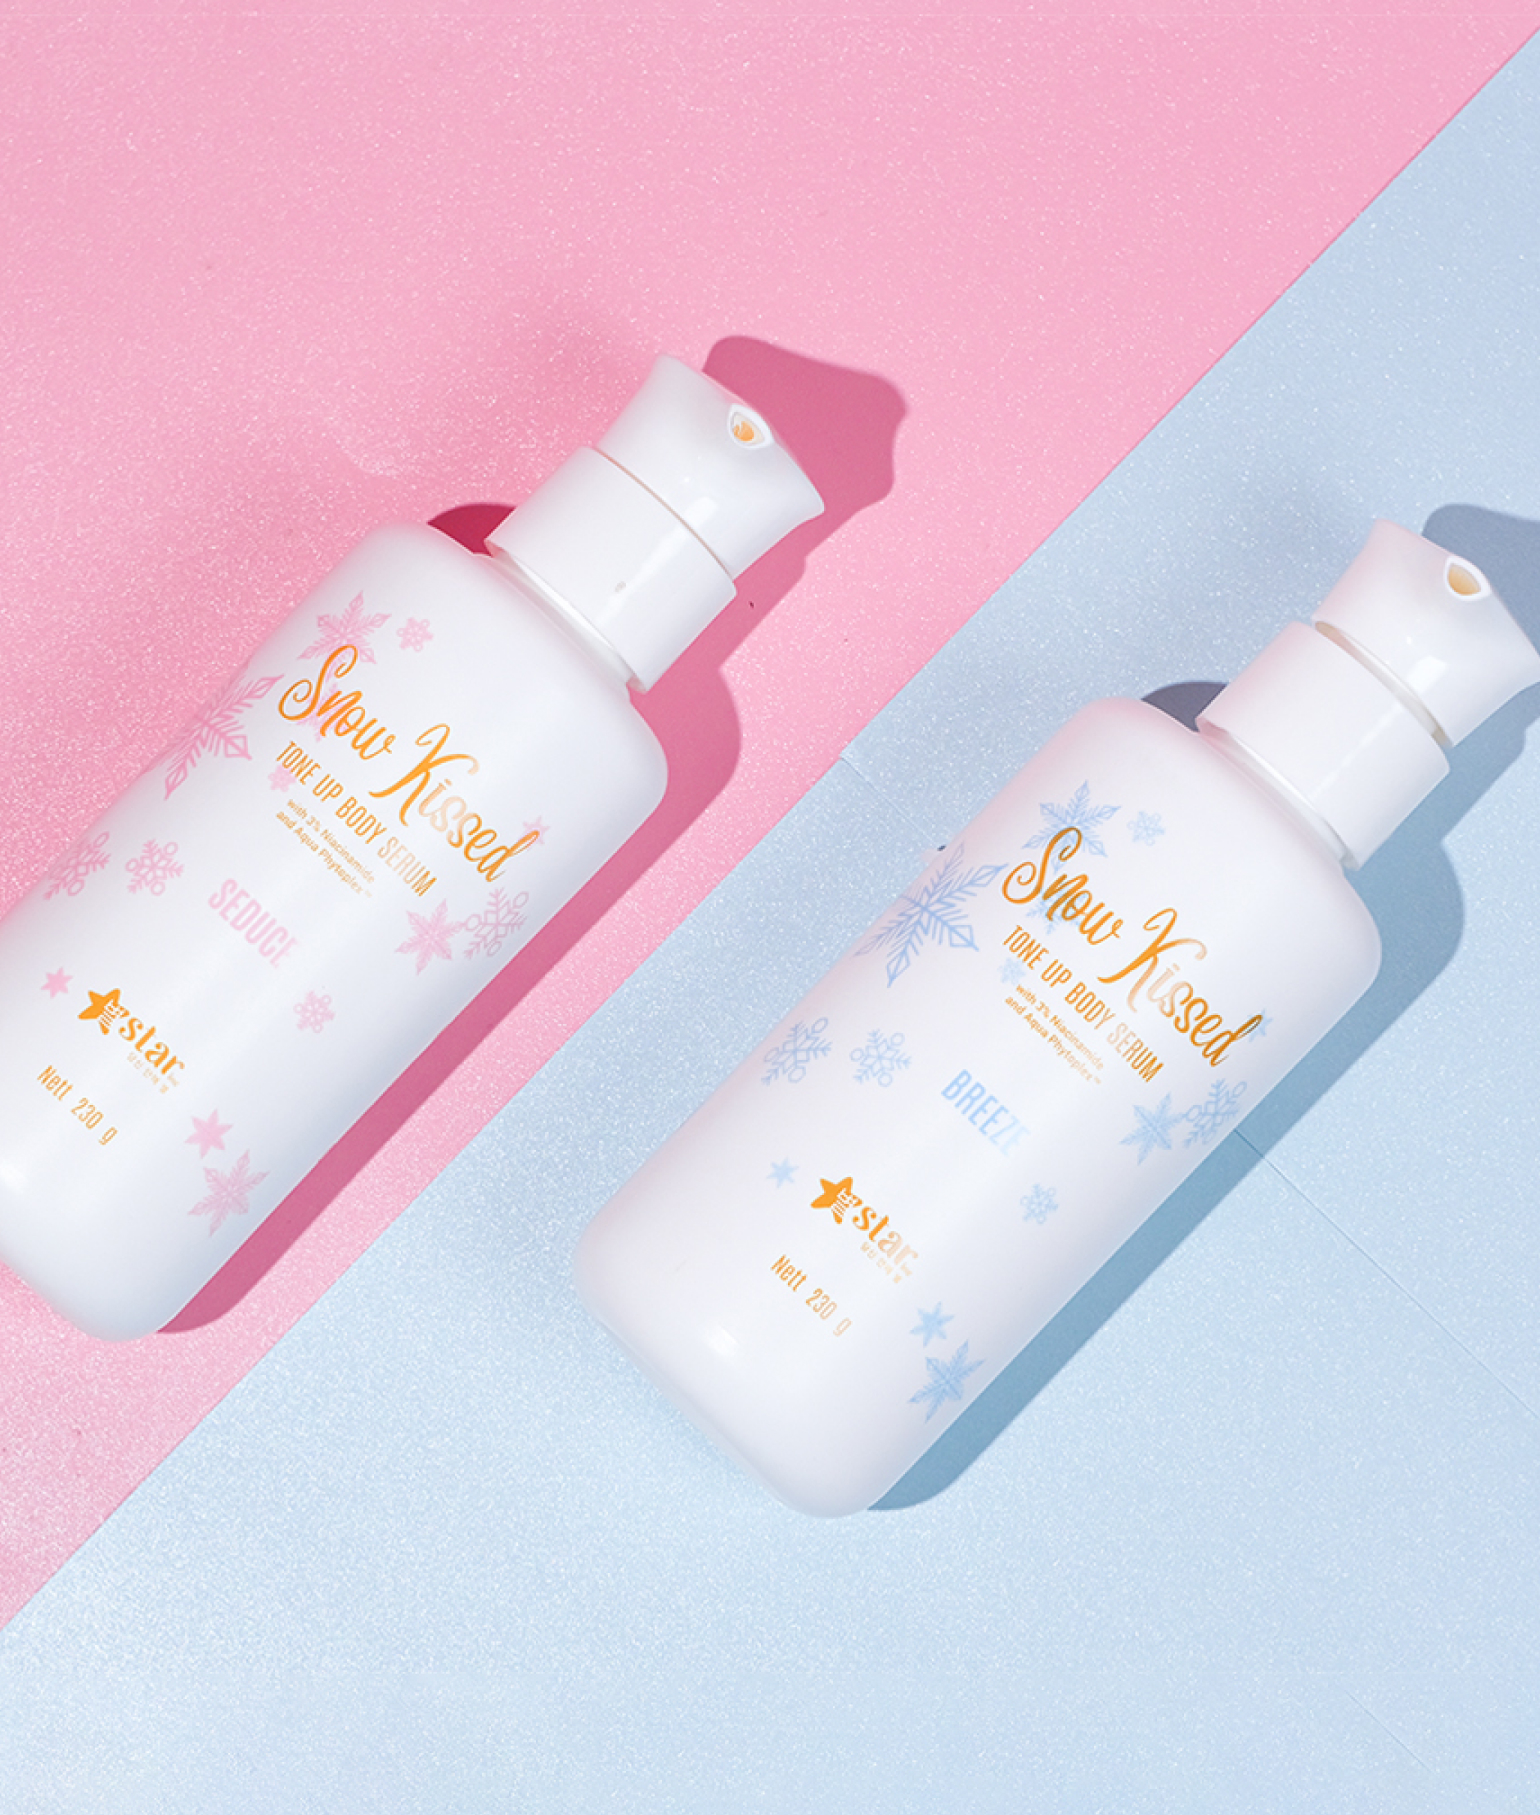 Snow Kissed
TONE UP BODY SERUM
with 3% Niacinamide
and Aqua Phytoplex™
SEDUCE
star
Nett 230 g
Snow Kissed
TONE UP BODY SERUM
with 3% Niacinamide
and Aqua Phytoplex™
BREEZE
star
Nett 230 g